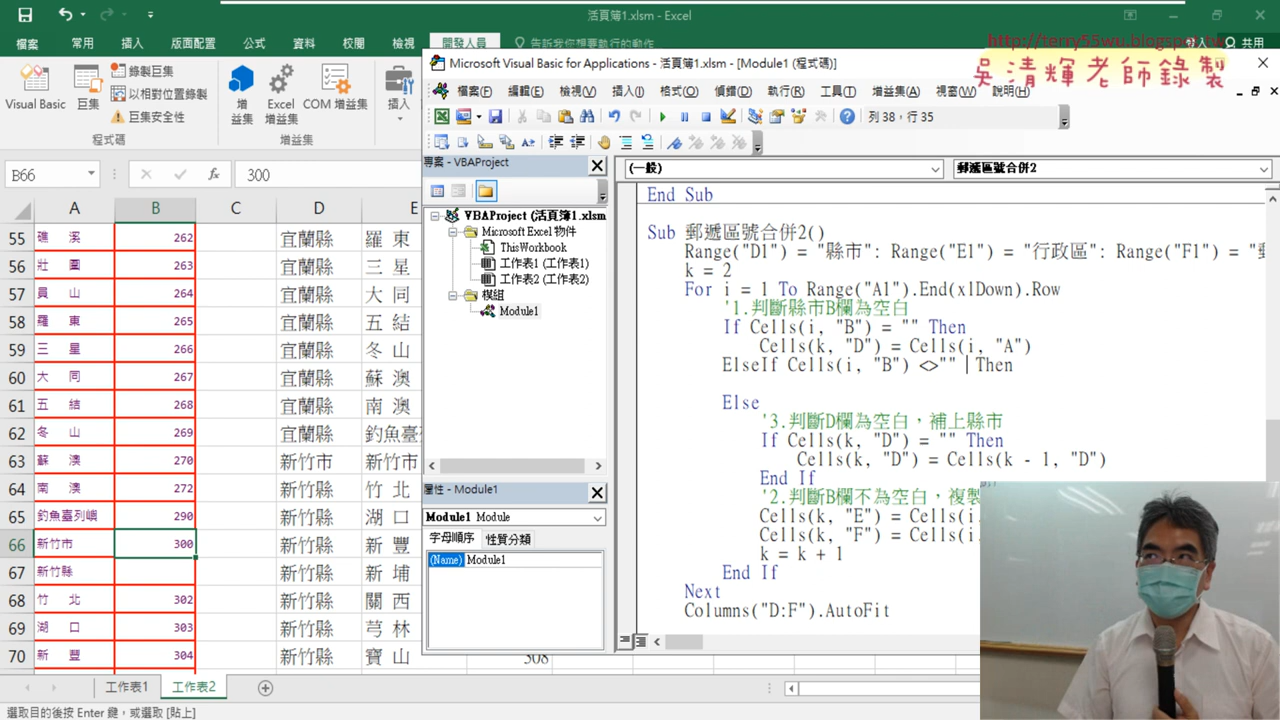 活頁簿1.xlsm - Excel
檔案 常用 插入 版面配置 公式 資料 校閱 檢視 開發人員 告訴我你想要執行的動作 共用
http://terry55wu.blogspot.tw
吳清輝老師錄製
Visual Basic
巨集
錄製巨集
以相對位置錄製
巨集安全性
程式碼
增益集
Excel 增益集
COM 增益集
增益集
插入
B66
fx
300
A B C D E
55 礁 溪 262 宜蘭縣 羅 東
56 壯 圍 263 宜蘭縣 三 星
57 員 山 264 宜蘭縣 大 同
58 羅 東 265 宜蘭縣 五 結
59 三 星 266 宜蘭縣 冬 山
60 大 同 267 宜蘭縣 蘇 澳
61 五 結 268 宜蘭縣 南 澳
62 冬 山 269 宜蘭縣 釣魚臺
63 蘇 澳 270 新竹市 新竹市
64 南 澳 272 新竹縣 竹 北
65 釣魚臺列嶼 290 新竹縣 湖 口
66 新竹市 300 新竹縣 新 豐
67 新竹縣 新竹縣 新 埔
68 竹 北 302 新竹縣 關 西
69 湖 口 303 新竹縣 芎 林
70 新 豐 304 新竹縣 寶 山 308
工作表1 工作表2
選取目的後按 Enter 鍵，或選取 [貼上]
Microsoft Visual Basic for Applications - 活頁簿1.xlsm - [Module1 (程式碼)]
檔案(F) 編輯(E) 檢視(V) 插入(I) 格式(O) 偵錯(D) 執行(R) 工具(T) 增益集(A) 視窗(W) 說明(H)
列 38，行 35
專案 - VBAProject
VBAProject (活頁簿1.xlsm
Microsoft Excel 物件
ThisWorkbook
工作表1 (工作表1)
工作表2 (工作表2)
模組
Module1
屬性 - Module1
Module1 Module
字母順序 性質分類
(Name) Module1
(一般)
郵遞區號合併2
End Sub
Sub 郵遞區號合併2()
Range("D1") = "縣市": Range("E1") = "行政區": Range("F1") = "
k = 2
For i = 1 To Range("A1").End(xlDown).Row
'1.判斷縣市B欄為空白
If Cells(i, "B") = "" Then
Cells(k, "D") = Cells(i, "A")
ElseIf Cells(i, "B") <>"" Then
Else
'3.判斷D欄為空白，補上縣市
If Cells(k, "D") = "" Then
Cells(k, "D") = Cells(k - 1, "D")
End If
'2.判斷B欄不為空白，複製
Cells(k, "E") = Cells(i,
Cells(k, "F") = Cells(i,
k = k + 1
End If
Next
Columns("D:F").AutoFit